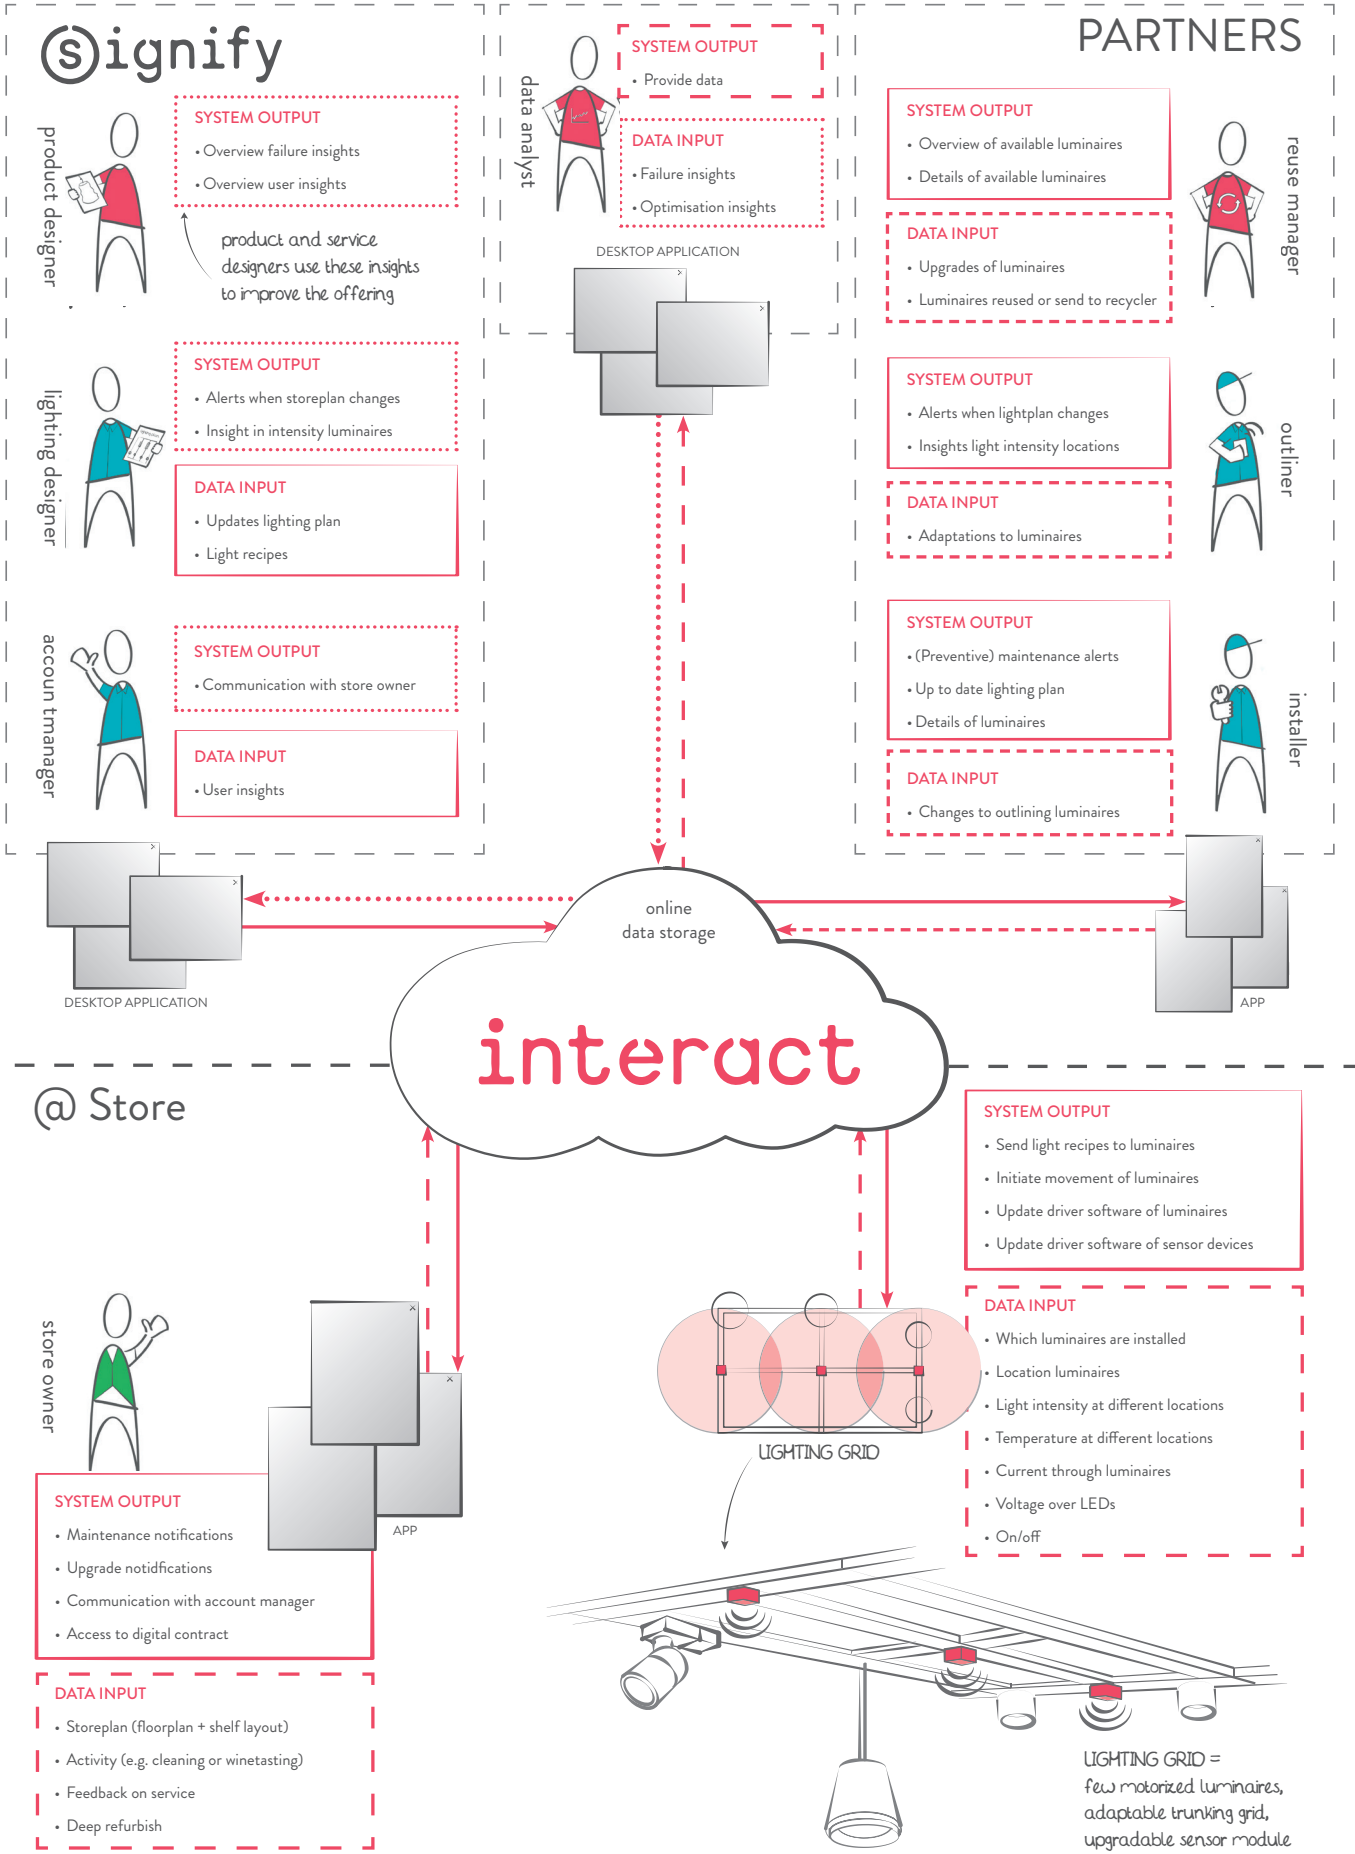 signify
product designer
SYSTEM OUTPUT
• Overview failure insights
• Overview user insights
product and service
designers use these insights
to improve the offering
lighting designer
SYSTEM OUTPUT
• Alerts when storeplan changes
• Insight in intensity luminaires
DATA INPUT
• Updates lighting plan
• Light recipes
accoun tmanager
SYSTEM OUTPUT
• Communication with store owner
DATA INPUT
• User insights
DESKTOP APPLICATION
data analyst
SYSTEM OUTPUT
• Provide data
DATA INPUT
• Failure insights
• Optimisation insights
DESKTOP APPLICATION
PARTNERS
SYSTEM OUTPUT
• Overview of available luminaires
• Details of available luminaires
DATA INPUT
• Upgrades of luminaires
• Luminaires reused or send to recycler
reuse manager
SYSTEM OUTPUT
• Alerts when lightplan changes
• Insights light intensity locations
DATA INPUT
• Adaptations to luminaires
outliner
SYSTEM OUTPUT
• (Preventive) maintenance alerts
• Up to date lighting plan
• Details of luminaires
DATA INPUT
• Changes to outlining luminaires
installer
APP
online
data storage
interact
@ Store
store owner
SYSTEM OUTPUT
• Maintenance notifications
• Upgrade notidfications
• Communication with account manager
• Access to digital contract
DATA INPUT
• Storeplan (floorplan + shelf layout)
• Activity (e.g. cleaning or winetasting)
• Feedback on service
• Deep refurbish
APP
SYSTEM OUTPUT
• Send light recipes to luminaires
• Initiate movement of luminaires
• Update driver software of luminaires
• Update driver software of sensor devices
DATA INPUT
• Which luminaires are installed
• Location luminaires
• Light intensity at different locations
• Temperature at different locations
• Current through luminaires
• Voltage over LEDs
• On/off
LIGHTING GRID
LIGHTING GRID =
few motorized luminaires,
adaptable trunking grid,
upgradable sensor module